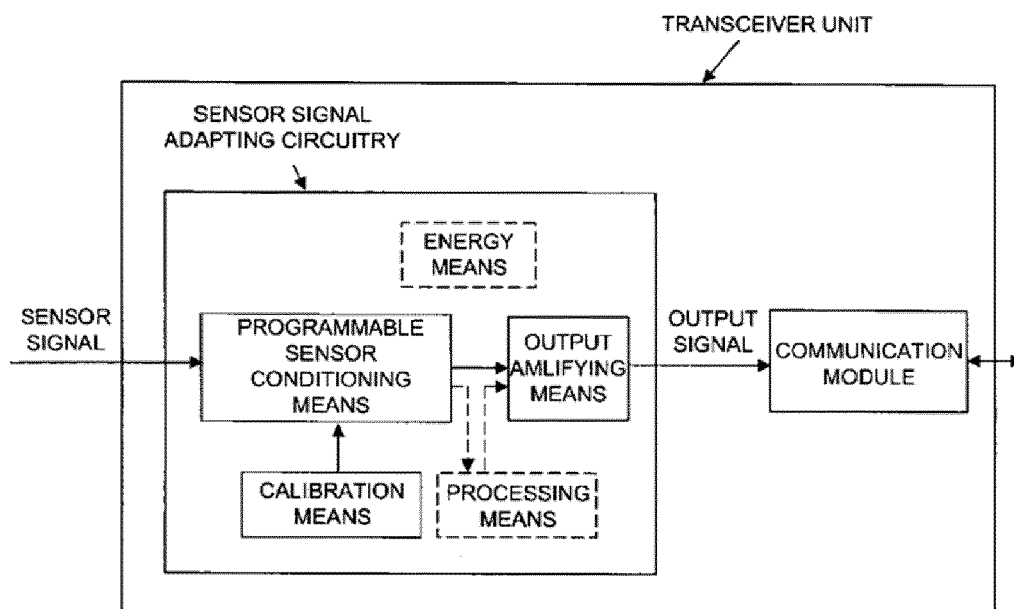 TRANSCEIVER UNIT
SENSOR SIGNAL
ADAPTING CIRCUITRY
ENERGY
MEANS
SENSOR
SIGNAL
PROGRAMMABLE
SENSOR
CONDITIONING
MEANS
OUTPUT
AMLIFYING
MEANS
OUTPUT
SIGNAL
COMMUNICATION
MODULE
CALIBRATION
MEANS
PROCESSING
MEANS